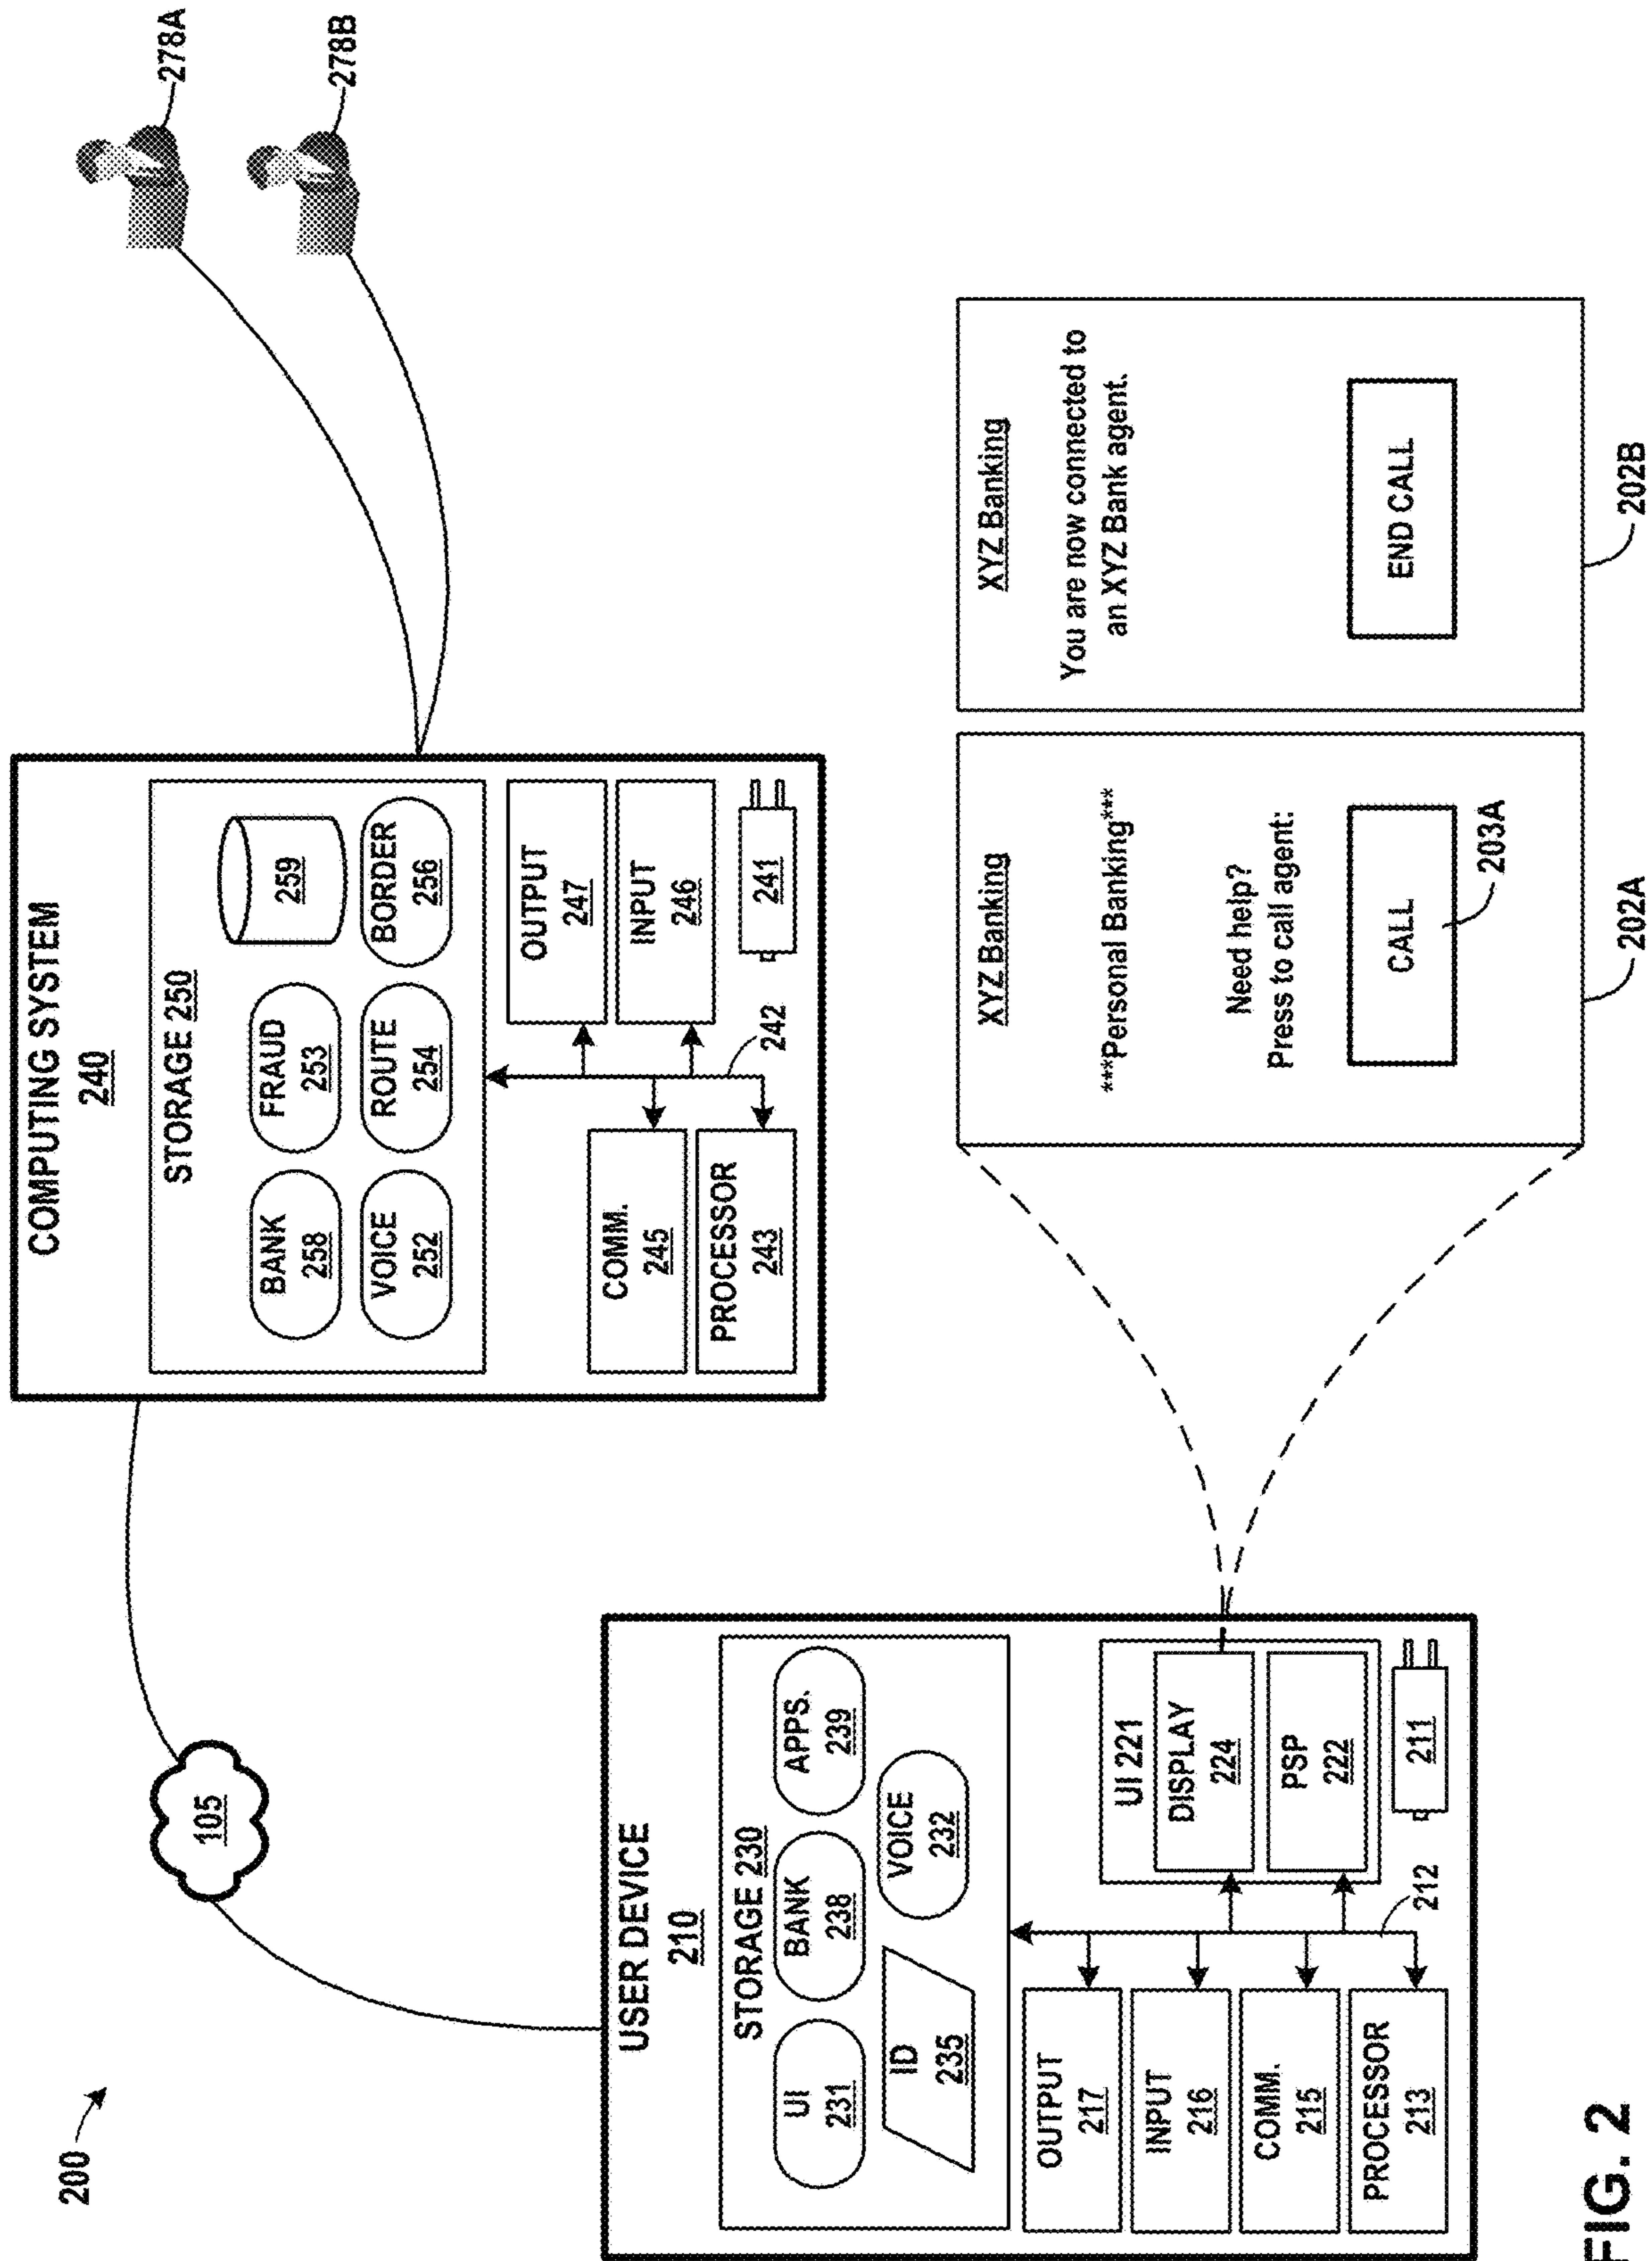 200
105
COMPUTING SYSTEM
240
STORAGE 250
BANK
258
FRAUD
253
259
VOICE
252
ROUTE
254
BORDER
256
COMM.
245
PROCESSOR
243
OUTPUT
247
INPUT
246
242
241
278A
278B
USER DEVICE
210
STORAGE 230
UI
231
BANK
238
APPS.
239
ID
235
VOICE
232
OUTPUT
217
INPUT
216
COMM.
215
PROCESSOR
213
212
UI 221
DISPLAY
224
PSP
222
211
XYZ Banking
***Personal Banking***
Need help?
Press to call agent:
CALL
203A
202A
XYZ Banking
You are now connected to
an XYZ Bank agent.
END CALL
202B
FIG. 2